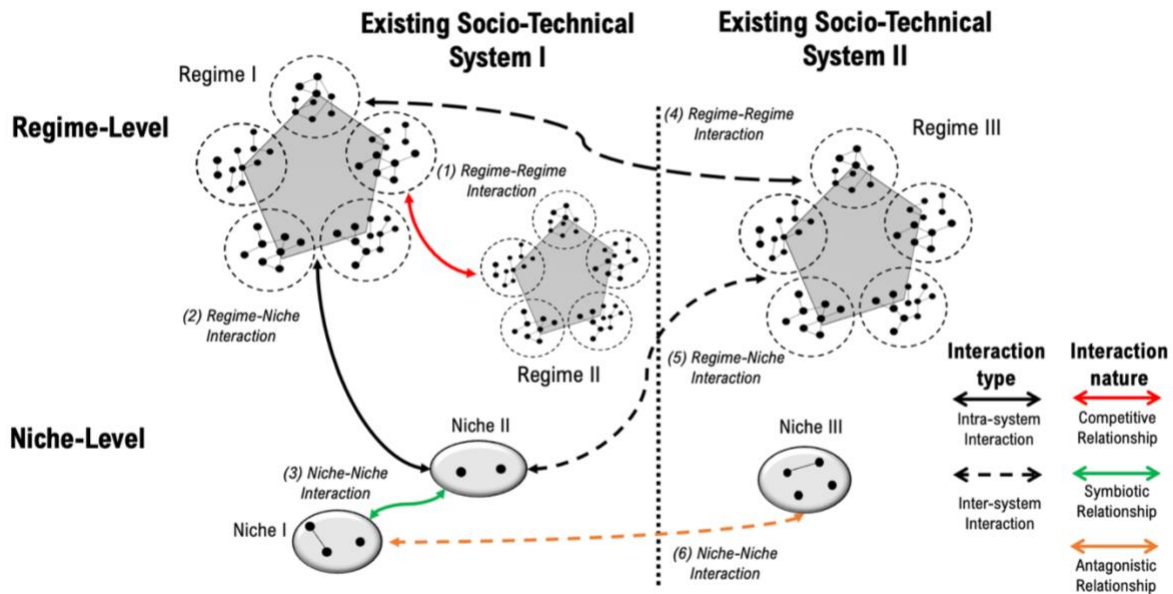 Existing Socio-Technical
System I
Existing Socio-Technical
System II
Regime I
Regime-Level
(4) Regime-Regime
Interaction
Regime III
(1) Regime-Regime
Interaction
(2) Regime-Niche
Interaction
Regime II
(5) Regime-Niche
Interaction
Niche-Level
Niche II
Niche III
(3) Niche-Niche
Interaction
Niche I
(6) Niche-Niche
Interaction
Interaction
type
Intra-system
Interaction
Inter-system
Interaction
Interaction
nature
Competitive
Relationship
Symbiotic
Relationship
Antagonistic
Relationship